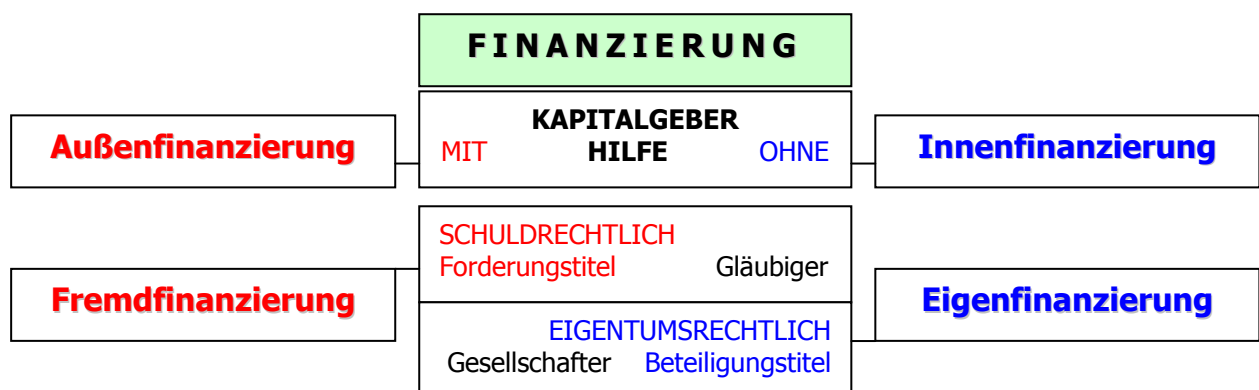 FINANZIERUNG
Außenfinanzierung
KAPITALGEBER
MIT HILFE OHNE
Innenfinanzierung
Fremdfinanzierung
SCHULDRECHTLICH
Forderungstitel Gläubiger
EIGENTUMSRECHTLICH
Gesellschafter Beteiligungstitel
Eigenfinanzierung